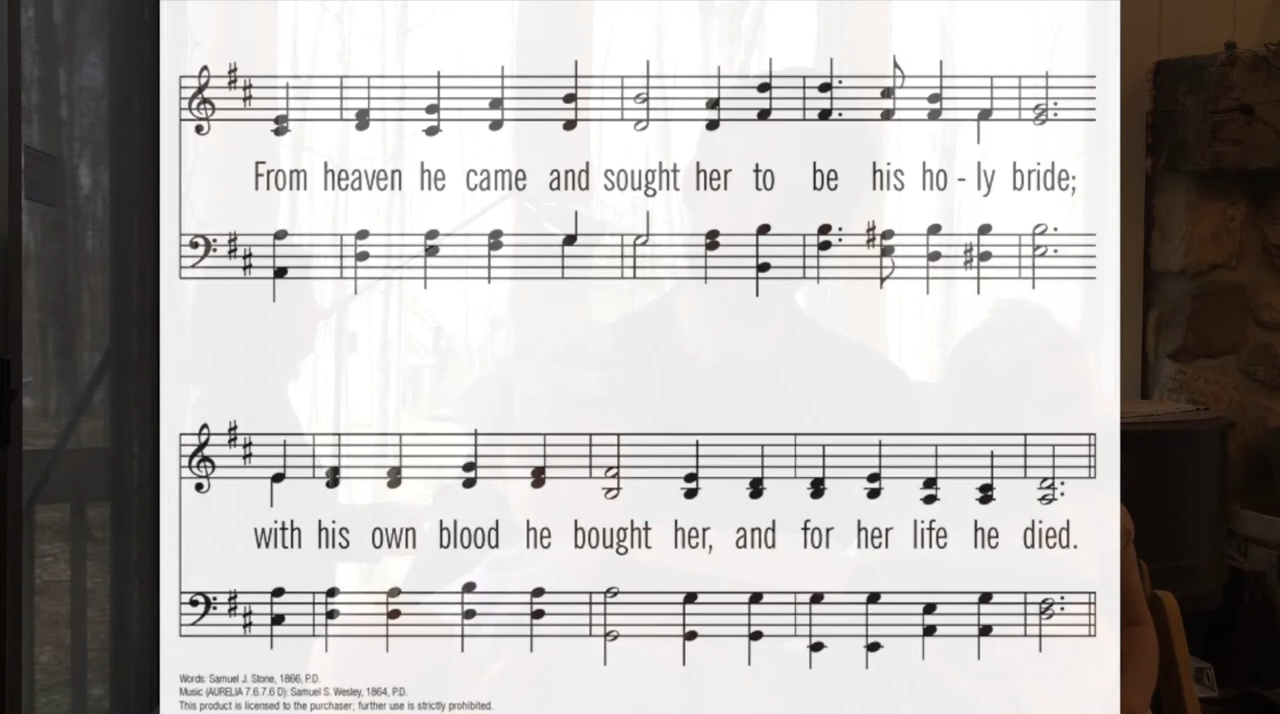 From heaven he came and sought her to be his ho - ly bride;
with his own blood he bought her, and for her life he died.
Words: Samuel J. Stone, 1866, P.D.
Music (AURELIA 7.6.7.6 D): Samuel S. Wesley, 1864, P.D.
This product is licensed to the purchaser; further use is strictly prohibited.